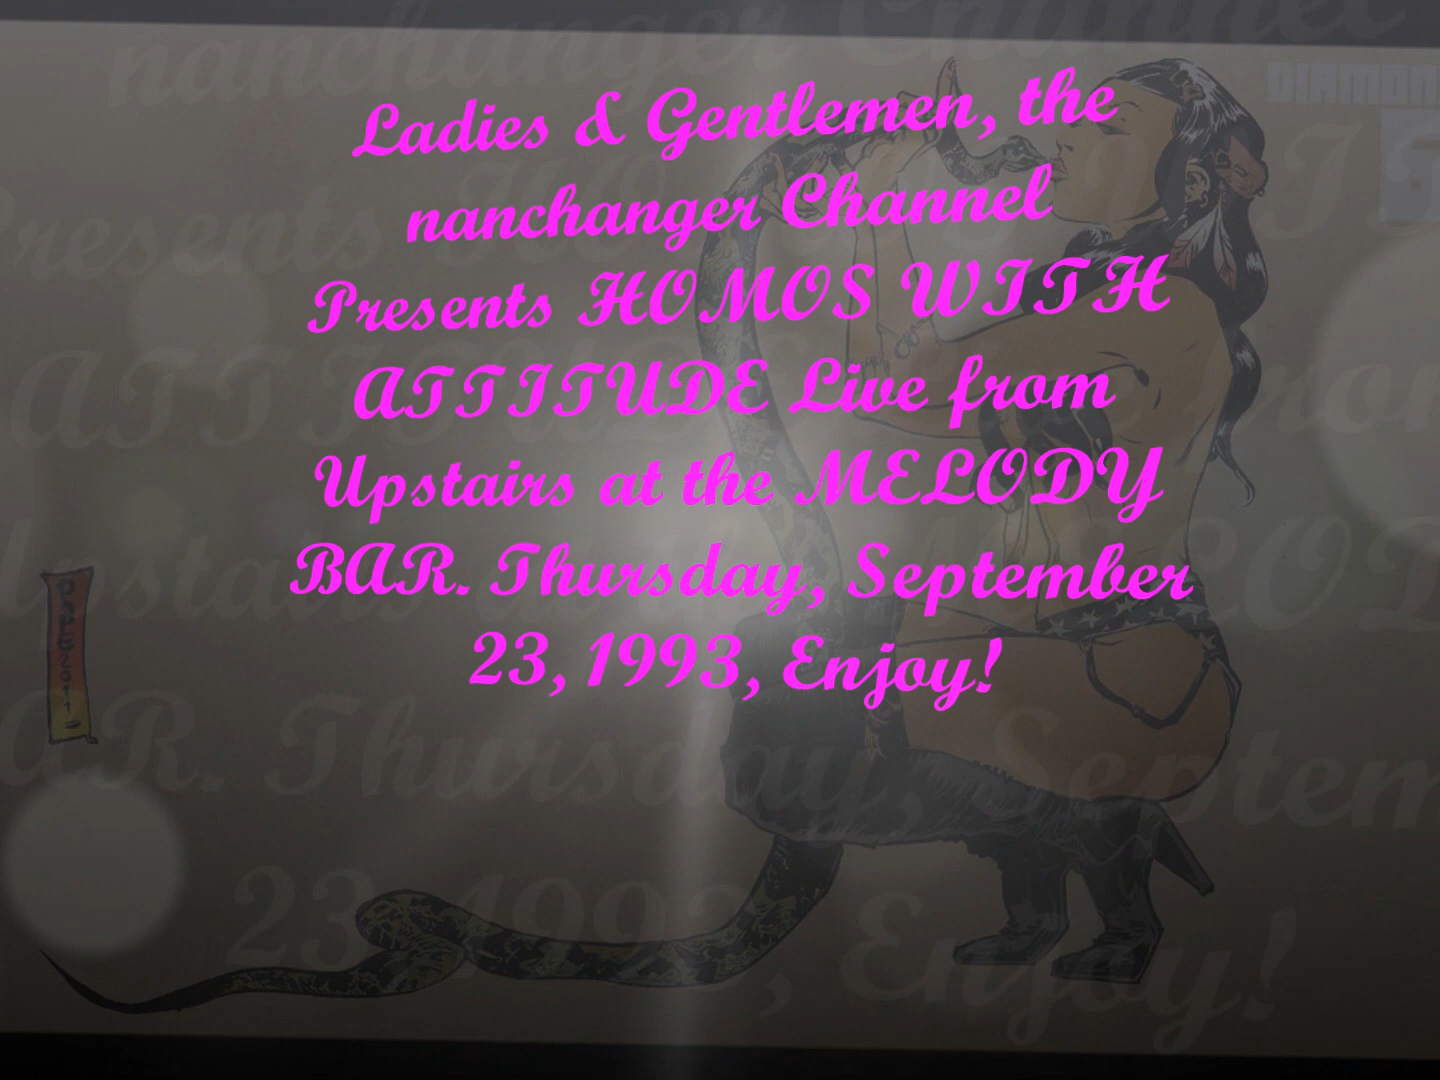 Ladies & Gentlemen, the
nanchanger Channel
Presents HOMOS WITH
ATTITUDE Live from
Upstairs at the MELODY
BAR. Thursday, September
23, 1993, Enjoy!